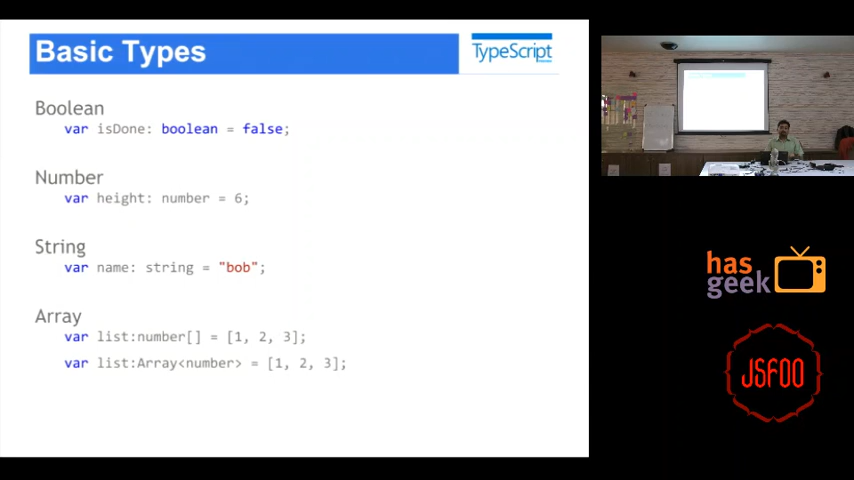 Basic Types
TypeScript
Boolean
var isDone: boolean = false;
Number
var height: number = 6;
String
var name: string = "bob";
Array
var list:number[] = [1, 2, 3];
var list:Array<number> = [1, 2, 3];
has
geek
JSFOO